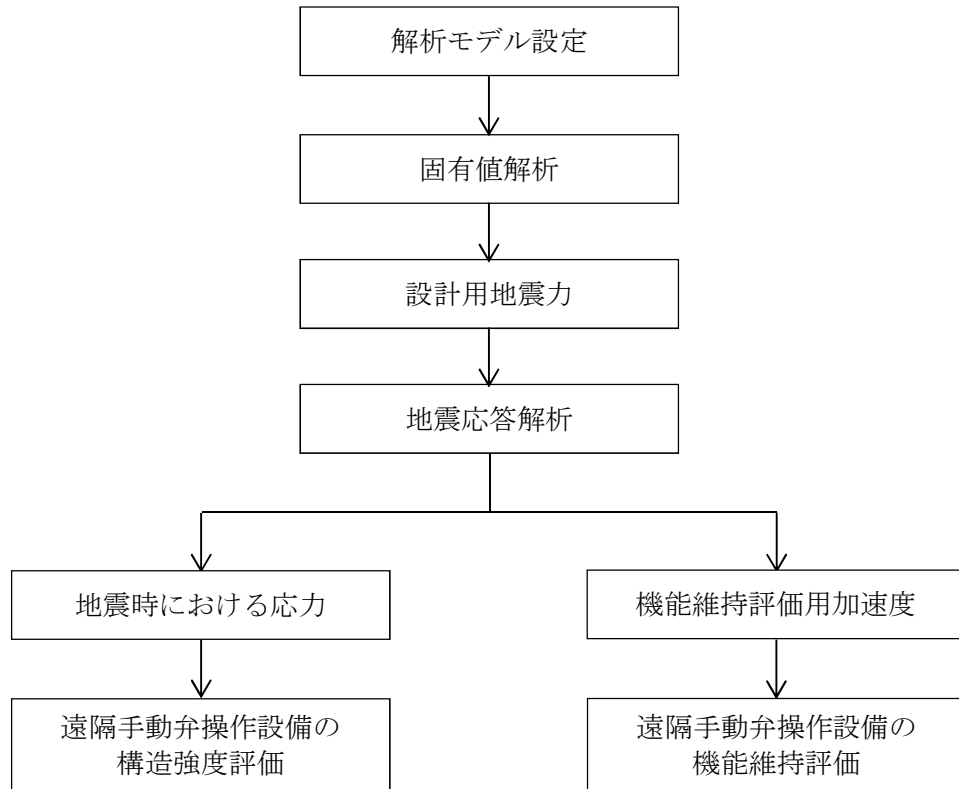 解析モデル設定
固有値解析
設計用地震力
地震応答解析
地震時における応力
機能維持評価用加速度
遠隔手動弁操作設備の
構造強度評価
遠隔手動弁操作設備の
機能維持評価